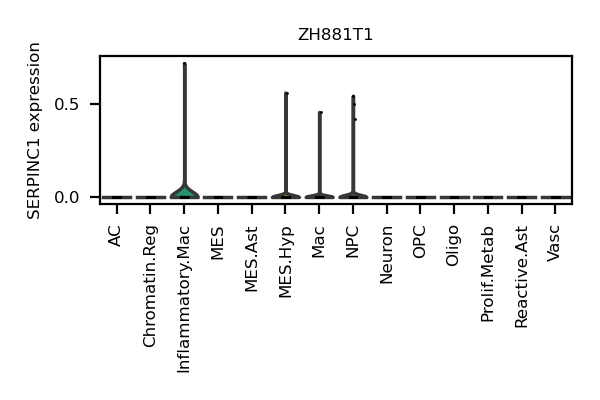 ZH881T1
SERPINC1 expression
0.5
0.0
AC
Chromatin.Reg
Inflammatory.Mac
MES
MES.Ast
MES.Hyp
Mac
NPC
Neuron
OPC
Oligo
Prolif.Metab
Reactive.Ast
Vasc